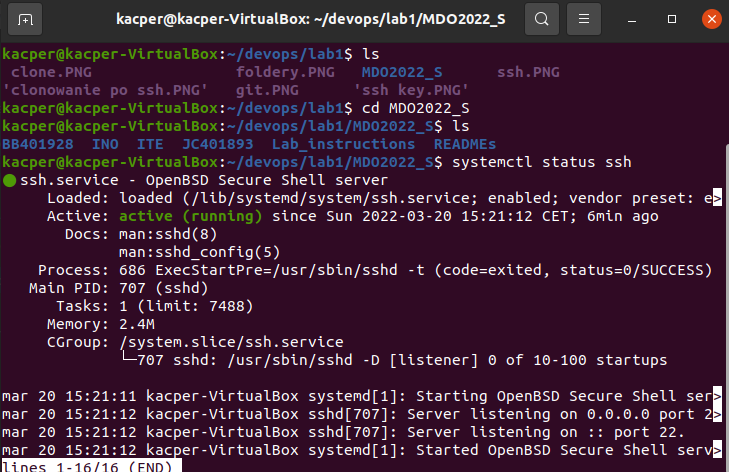 kacper@kacper-VirtualBox: ~/devops/lab1/MDO2022_S
kacper@kacper-VirtualBox:~/devops/lab1$ ls
clone.PNG foldery.PNG MDO2022_S ssh.PNG
'clonowanie po ssh.PNG' git.PNG 'ssh key.PNG'
kacper@kacper-VirtualBox:~/devops/lab1$ cd MDO2022_S
kacper@kacper-VirtualBox:~/devops/lab1/MDO2022_S$ ls
BB401928 INO ITE JC401893 Lab_instructions READMEs
kacper@kacper-VirtualBox:~/devops/lab1/MDO2022_S$ systemctl status ssh
● ssh.service - OpenBSD Secure Shell server
Loaded: loaded (/lib/systemd/system/ssh.service; enabled; vendor preset: e>
Active: active (running) since Sun 2022-03-20 15:21:12 CET; 6min ago
Docs: man:sshd(8)
man:sshd_config(5)
Process: 686 ExecStartPre=/usr/sbin/sshd -t (code=exited, status=0/SUCCESS)
Main PID: 707 (sshd)
Tasks: 1 (limit: 7488)
Memory: 2.4M
CGroup: /system.slice/ssh.service
└─707 sshd: /usr/sbin/sshd -D [listener] 0 of 10-100 startups
mar 20 15:21:11 kacper-VirtualBox systemd[1]: Starting OpenBSD Secure Shell ser>
mar 20 15:21:12 kacper-VirtualBox sshd[707]: Server listening on 0.0.0.0 port 2>
mar 20 15:21:12 kacper-VirtualBox sshd[707]: Server listening on :: port 22.
mar 20 15:21:12 kacper-VirtualBox systemd[1]: Started OpenBSD Secure Shell serv>
lines 1-16/16 (END)